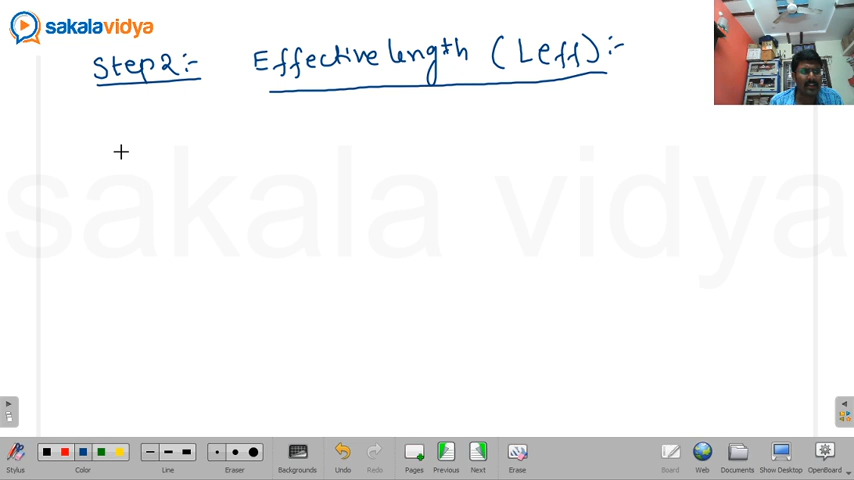 sakalavidya
Step 2:- Effective length (Leff):-
sakala vidya
Stylus Color Line Eraser Backgrounds Undo Redo Pages Previous Next Erase Board Web Documents Show Desktop OpenBoard